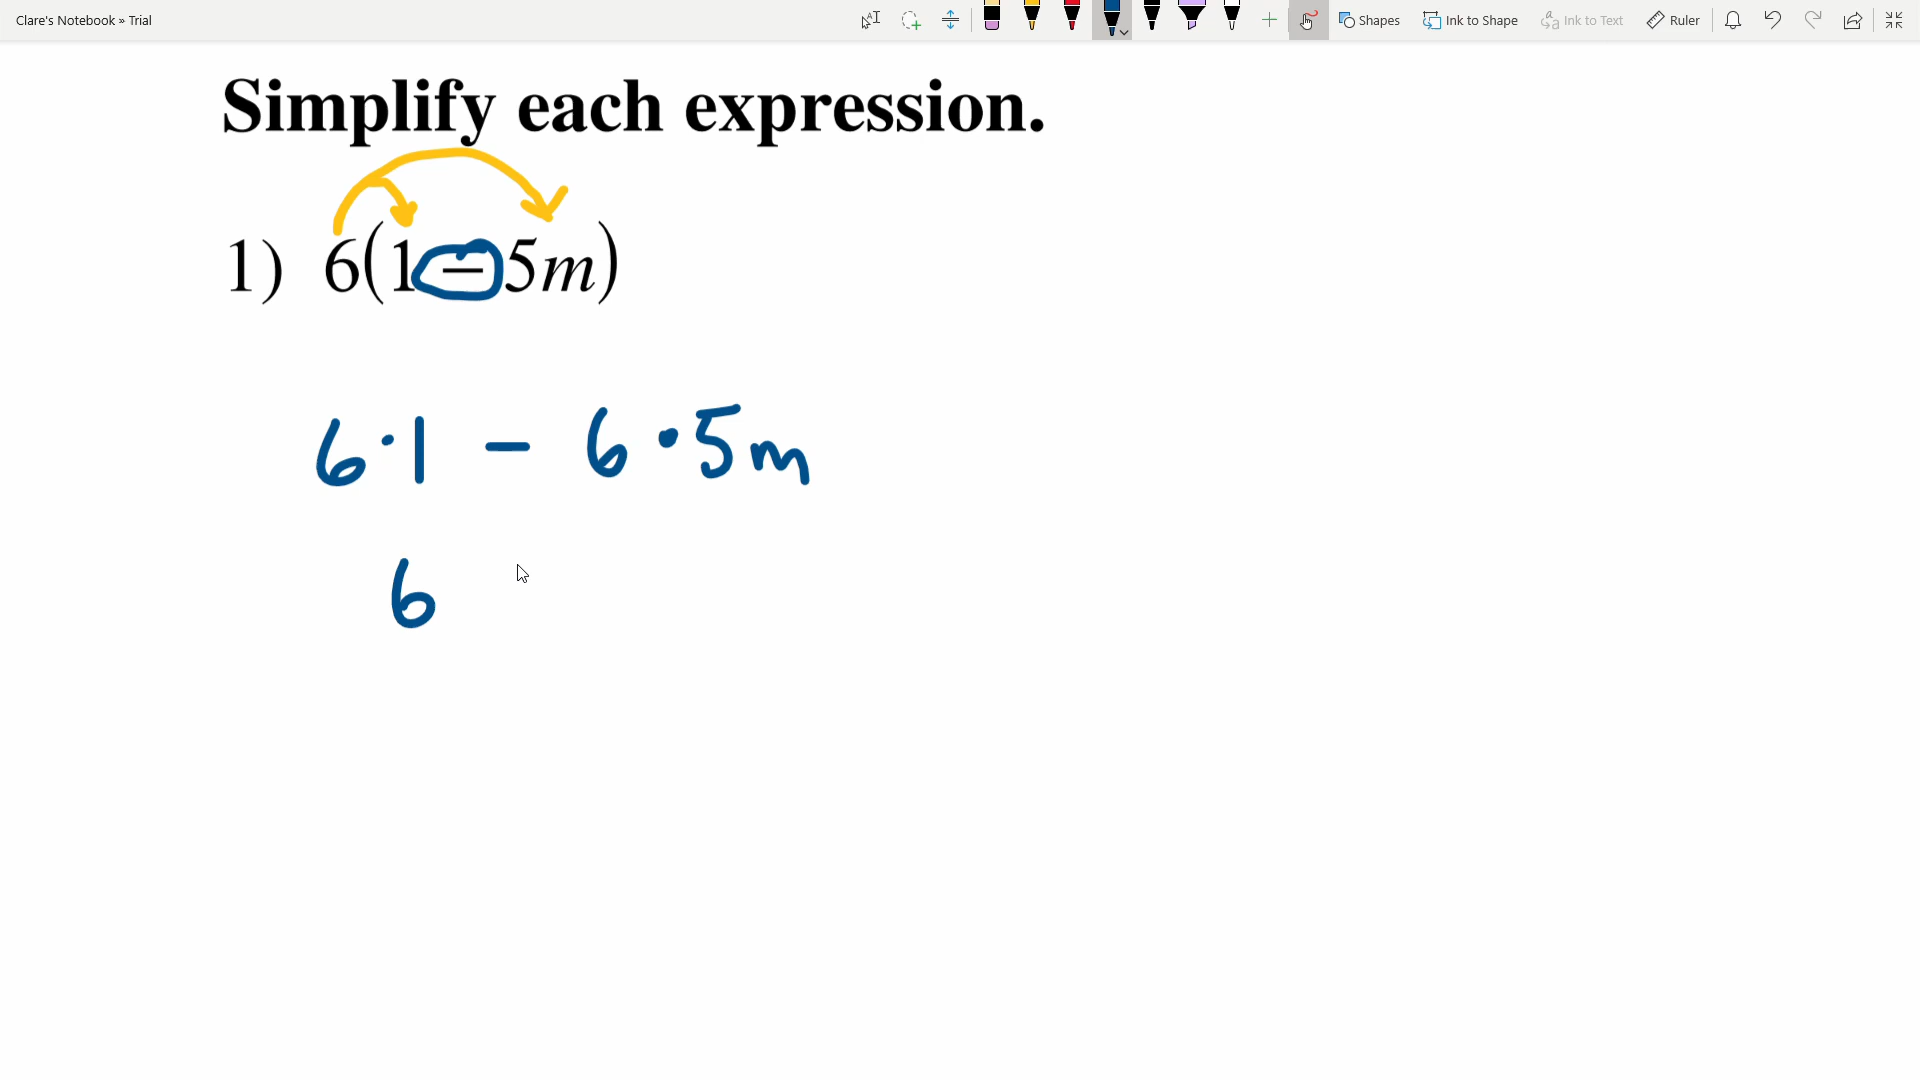 Clare's Notebook » Trial
Shapes Ink to Shape Ink to Text Ruler
Simplify each expression.
1) 6(1 − 5m)
6·1 − 6·5m
6